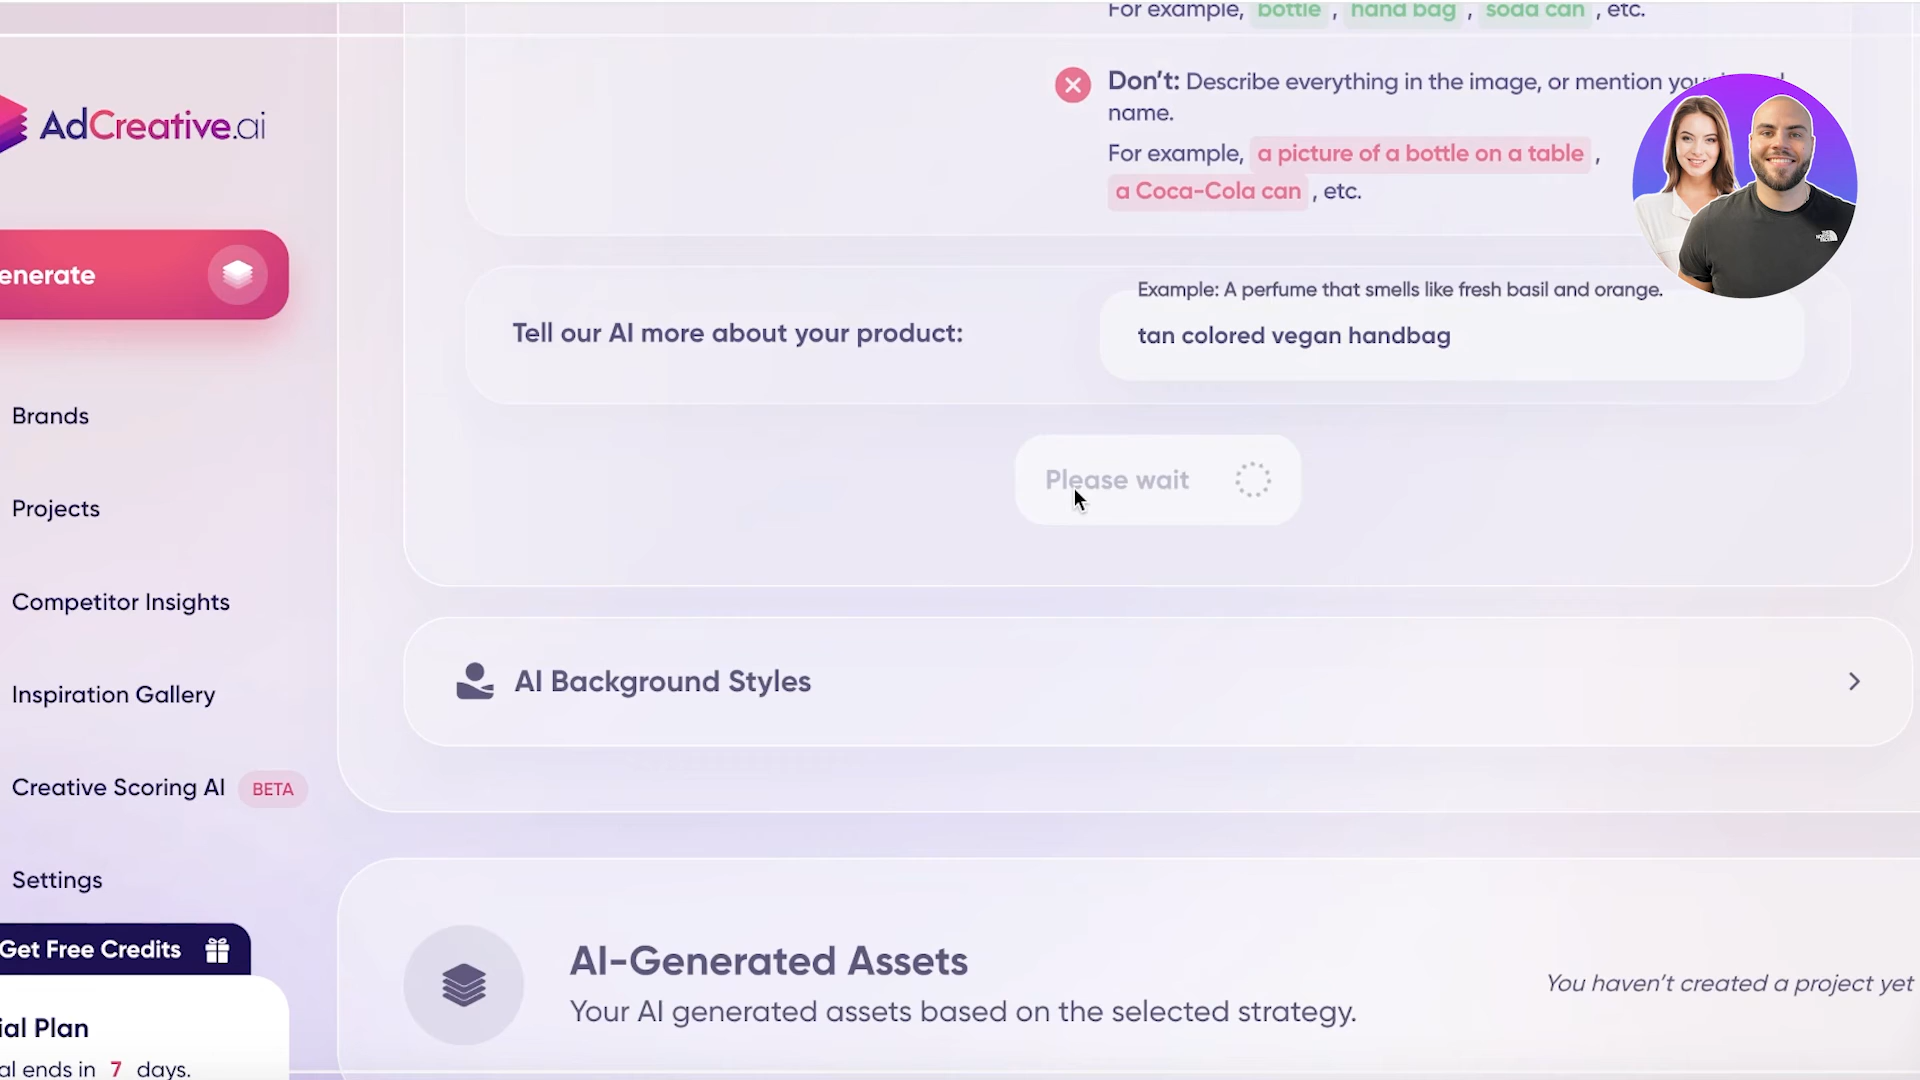 For example, bottle , hand bag , soda can , etc.
Don't: Describe everything in the image, or mention
name.
For example, a picture of a bottle on a table ,
a Coca-Cola can , etc.
AdCreative.ai
enerate
Example: A perfume that smells like fresh basil and orange.
Tell our AI more about your product:
tan colored vegan handbag
Please wait
Brands
Projects
Competitor Insights
AI Background Styles
Inspiration Gallery
Creative Scoring AI BETA
Settings
Get Free Credits
AI-Generated Assets
You haven't created a project yet
Your AI generated assets based on the selected strategy.
ial Plan
al ends in 7 days.